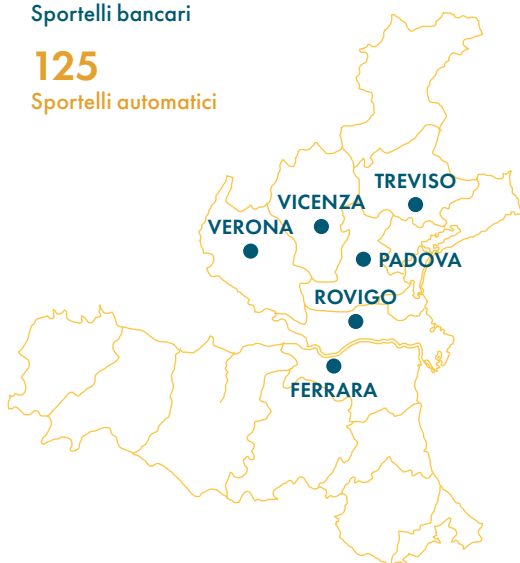 Sportelli bancari
125
Sportelli automatici
TREVISO
VICENZA
VERONA
PADOVA
ROVIGO
FERRARA